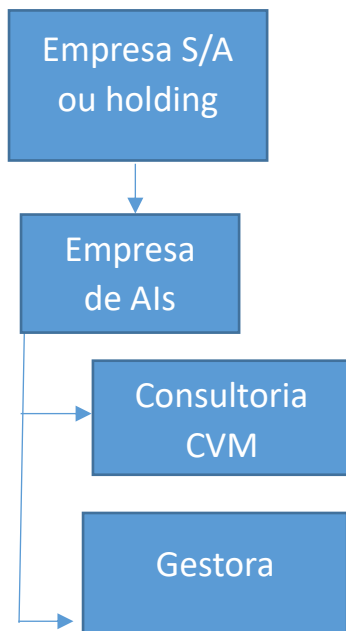 Empresa S/A
ou holding
Empresa
de AIs
Consultoria
CVM
Gestora